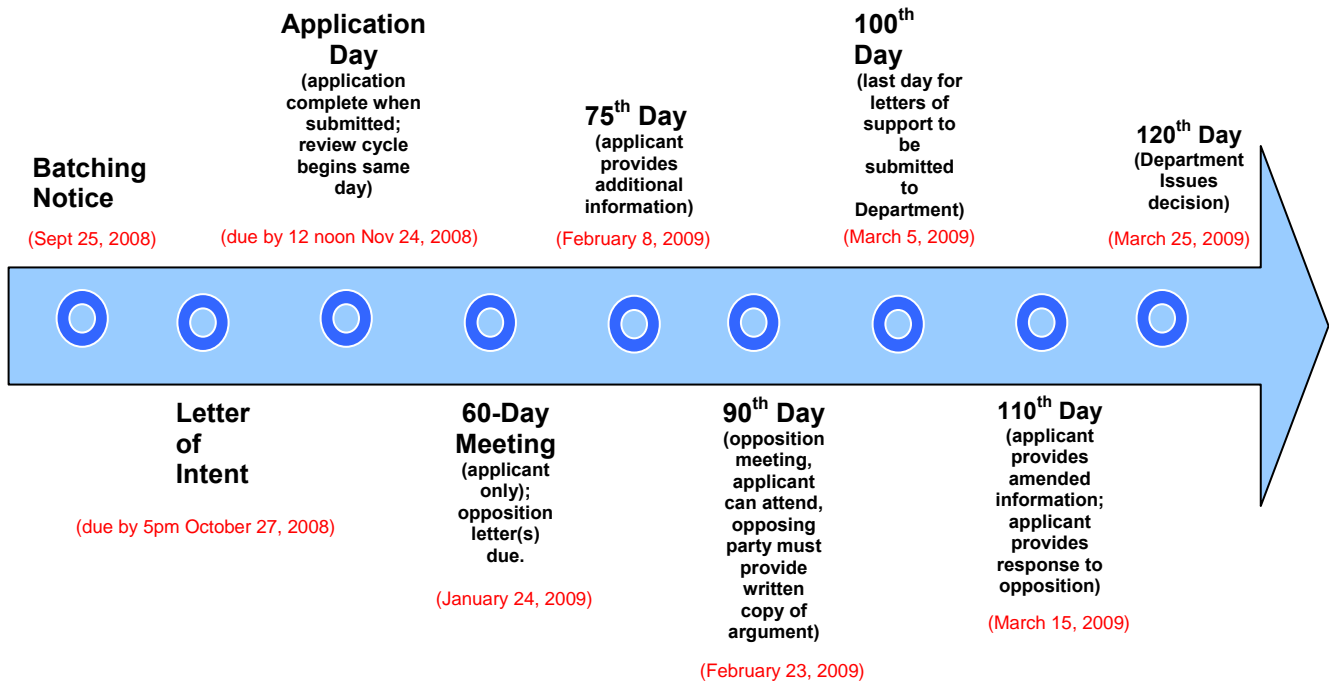 Batching
Notice
(Sept 25, 2008)
Letter
of
Intent
(due by 5pm October 27, 2008)
Application
Day
(application
complete when
submitted;
review cycle
begins same
day)
(due by 12 noon Nov 24, 2008)
60-Day
Meeting
(applicant
only);
opposition
letter(s)
due.
(January 24, 2009)
75th Day
(applicant
provides
additional
information)
(February 8, 2009)
90th Day
(opposition
meeting,
applicant
can attend,
opposing
party must
provide
written
copy of
argument)
(February 23, 2009)
100th
Day
(last day for
letters of
support to
be
submitted
to
Department)
(March 5, 2009)
110th Day
(applicant
provides
amended
information;
applicant
provides
response to
opposition)
(March 15, 2009)
120th Day
(Department
Issues
decision)
(March 25, 2009)